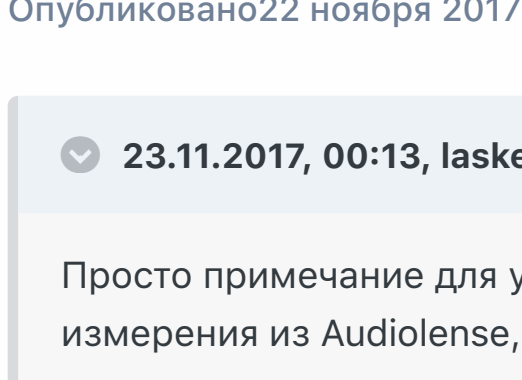 Опубликовано22 ноября 2017
23.11.2017, 00:13, laske
Просто примечание для у
измерения из Audiolense,